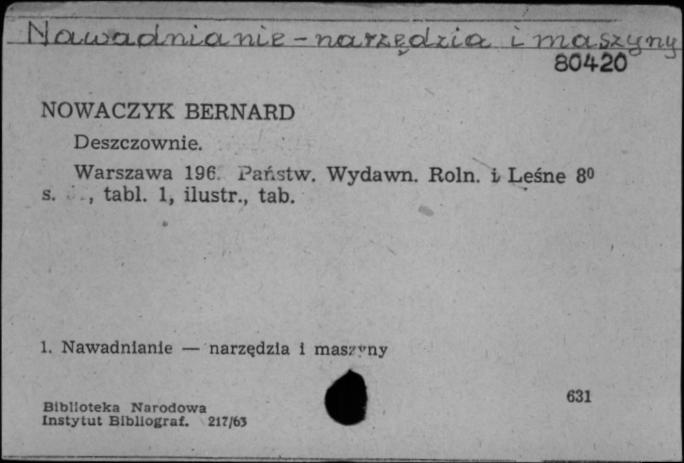 Nawadnianie - narzędzia i maszyny
80420
NOWACZYK BERNARD
Deszczownie.
Warszawa 196 Państw. Wydawn. Roln. i Leśne 8⁰
s. , tabl. 1, ilustr., tab.
1. Nawadnianie — narzędzia i maszyny
631
Biblioteka Narodowa
Instytut Bibliograf. 217/63